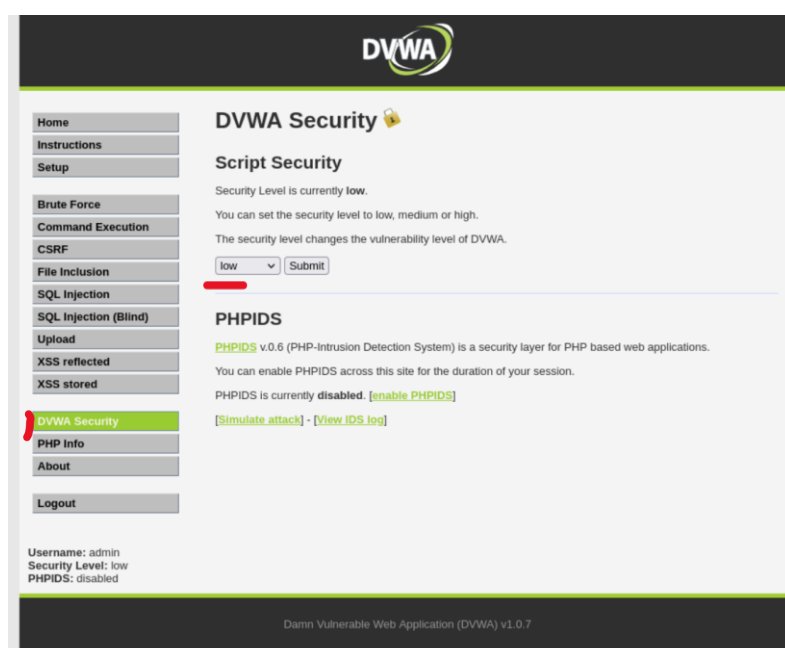 DVWA
Home
Instructions
Setup
Brute Force
Command Execution
CSRF
File Inclusion
SQL Injection
SQL Injection (Blind)
Upload
XSS reflected
XSS stored
DVWA Security
PHP Info
About
Logout
Username: admin
Security Level: low
PHPIDS: disabled
DVWA Security
Script Security
Security Level is currently low.
You can set the security level to low, medium or high.
The security level changes the vulnerability level of DVWA.
low Submit
PHPIDS
PHPIDS v.0.6 (PHP-Intrusion Detection System) is a security layer for PHP based web applications.
You can enable PHPIDS across this site for the duration of your session.
PHPIDS is currently disabled. [enable PHPIDS]
[Simulate attack] - [View IDS log]
Damn Vulnerable Web Application (DVWA) v1.0.7